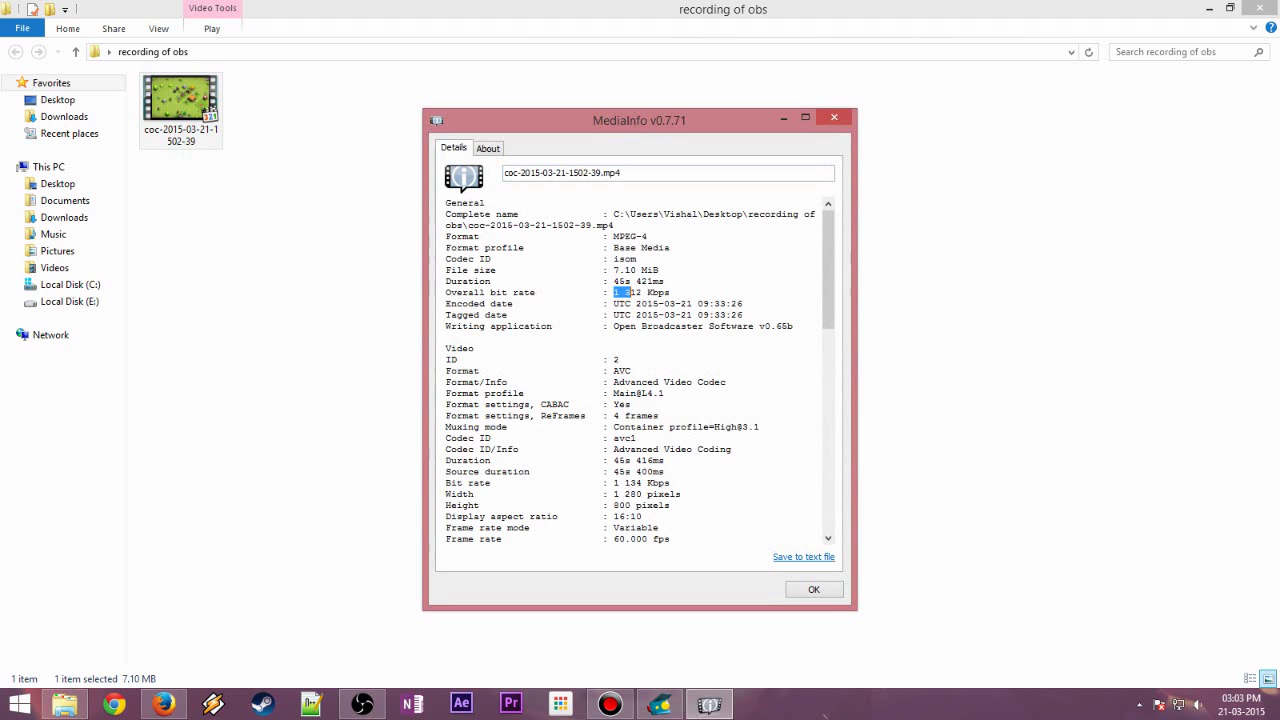 Video Tools
recording of obs
File
Home
Share
View
Play
recording of obs
Search recording of obs
Favorites
Desktop
Downloads
Recent places
This PC
Desktop
Documents
Downloads
Music
Pictures
Videos
Local Disk (C:)
Local Disk (E:)
Network
321
coc-2015-03-21-1
502-39
MediaInfo v0.7.71
Details
About
coc-2015-03-21-1502-39.mp4
General
Complete name : C:\Users\Vishal\Desktop\recording of
obs\coc-2015-03-21-1502-39.mp4
Format : MPEG-4
Format profile : Base Media
Codec ID : isom
File size : 7.10 MiB
Duration : 45s 421ms
Overall bit rate : 1 312 Kbps
Encoded date : UTC 2015-03-21 09:33:26
Tagged date : UTC 2015-03-21 09:33:26
Writing application : Open Broadcaster Software v0.65b
Video
ID : 2
Format : AVC
Format/Info : Advanced Video Codec
Format profile : Main@L4.1
Format settings, CABAC : Yes
Format settings, ReFrames : 4 frames
Muxing mode : Container profile=High@3.1
Codec ID : avc1
Codec ID/Info : Advanced Video Coding
Duration : 45s 416ms
Source duration : 45s 400ms
Bit rate : 1 134 Kbps
Width : 1 280 pixels
Height : 800 pixels
Display aspect ratio : 16:10
Frame rate mode : Variable
Frame rate : 60.000 fps
Save to text file
OK
1 item
1 item selected 7.10 MB
N
Ae
Pr
03:03 PM
21-03-2015